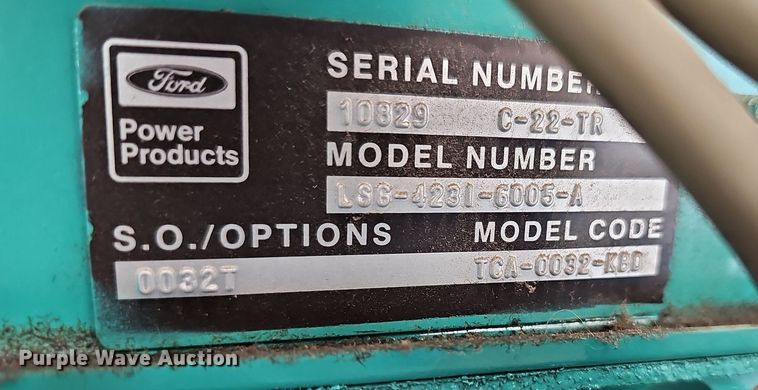 Ford
Power
Products
SERIAL NUMBER
10829 C-22-TR
MODEL NUMBER
LSG-423I-6005-A
S.O./OPTIONS MODEL CODE
0032T TCA-0032-KBD
Purple Wave Auction